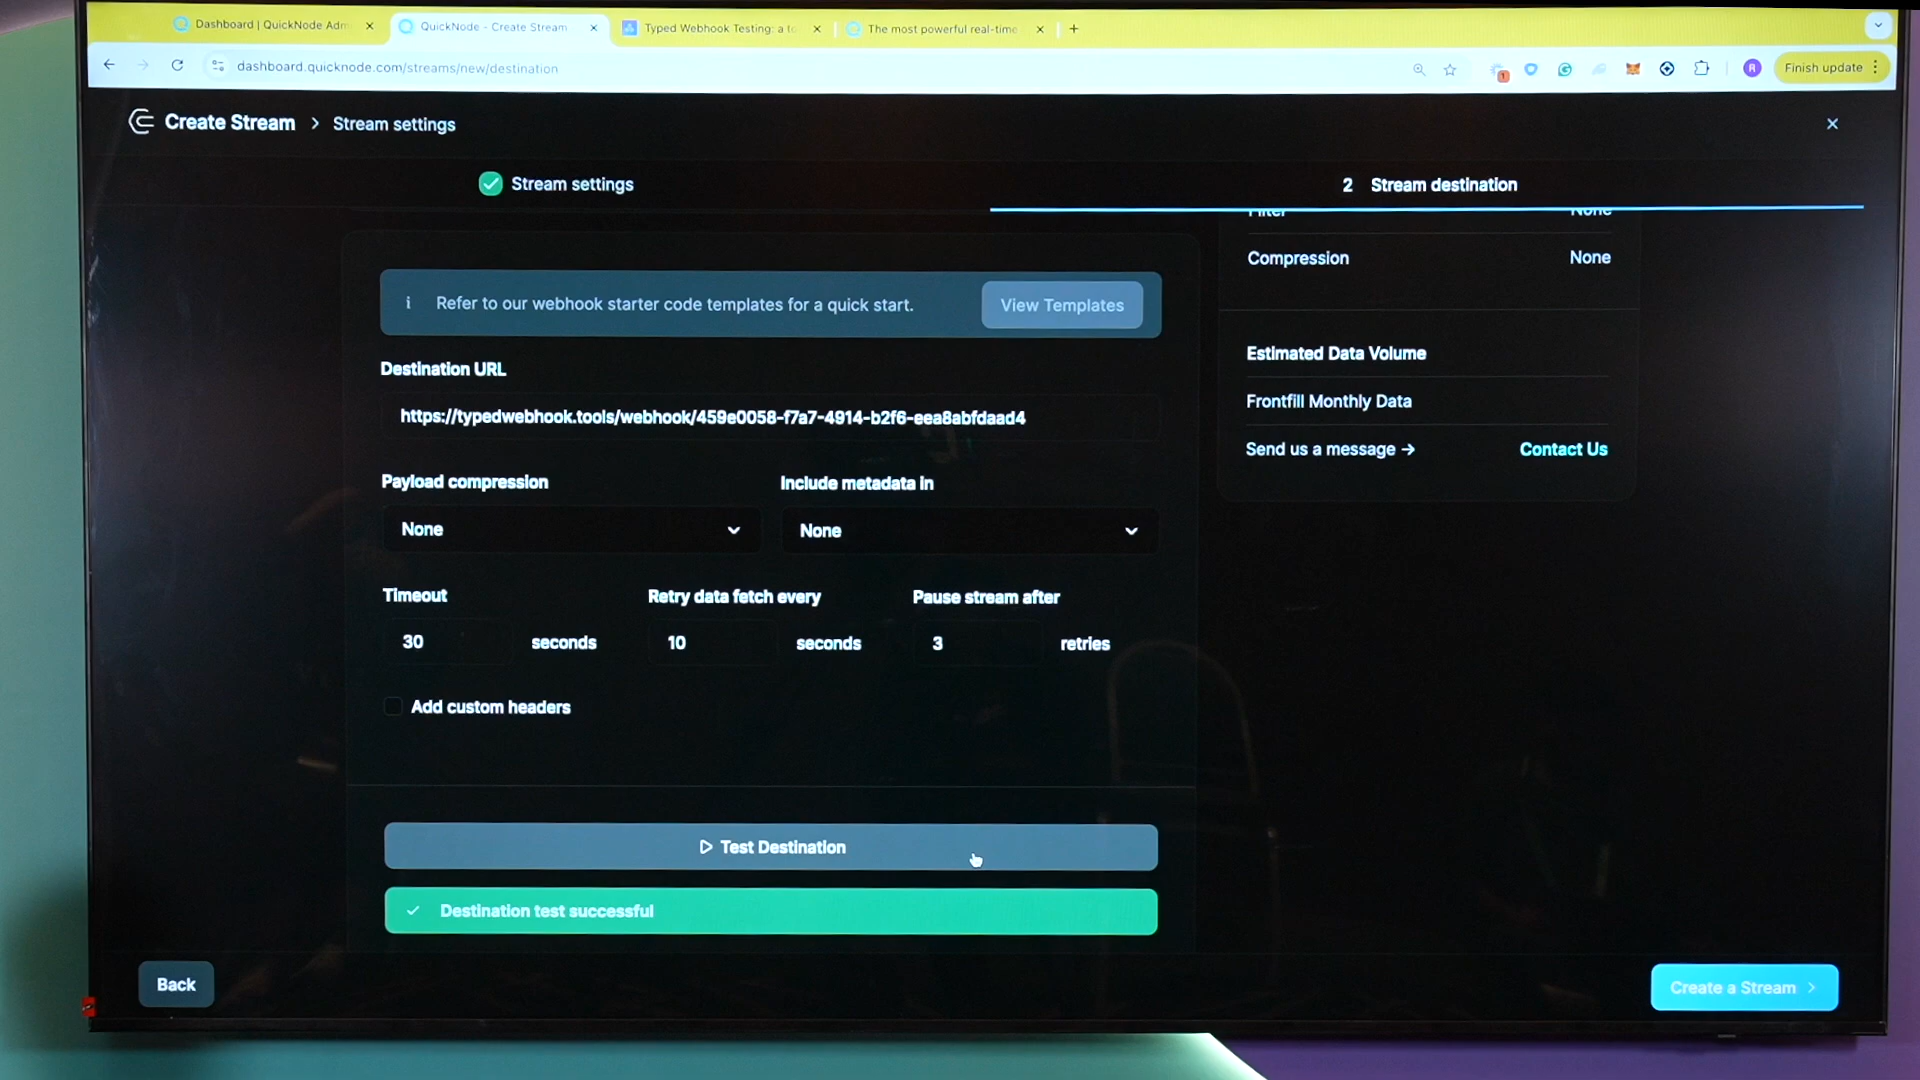 Dashboard | QuickNode Adm
QuickNode - Create Stream
Typed Webhook Testing: a to
The most powerful real-time
dashboard.quicknode.com/streams/new/destination
1
R
Finish update
Create Stream > Stream settings
Stream settings
2 Stream destination
Filter None
Compression None
Refer to our webhook starter code templates for a quick start.
View Templates
Estimated Data Volume
Destination URL
Frontfill Monthly Data
https://typedwebhook.tools/webhook/459e0058-f7a7-4914-b2f6-eea8abfdaad4
Send us a message → Contact Us
Payload compression
Include metadata in
None
None
Timeout
Retry data fetch every
Pause stream after
30 seconds
10 seconds
3 retries
Add custom headers
Test Destination
Destination test successful
Back
Create a Stream >